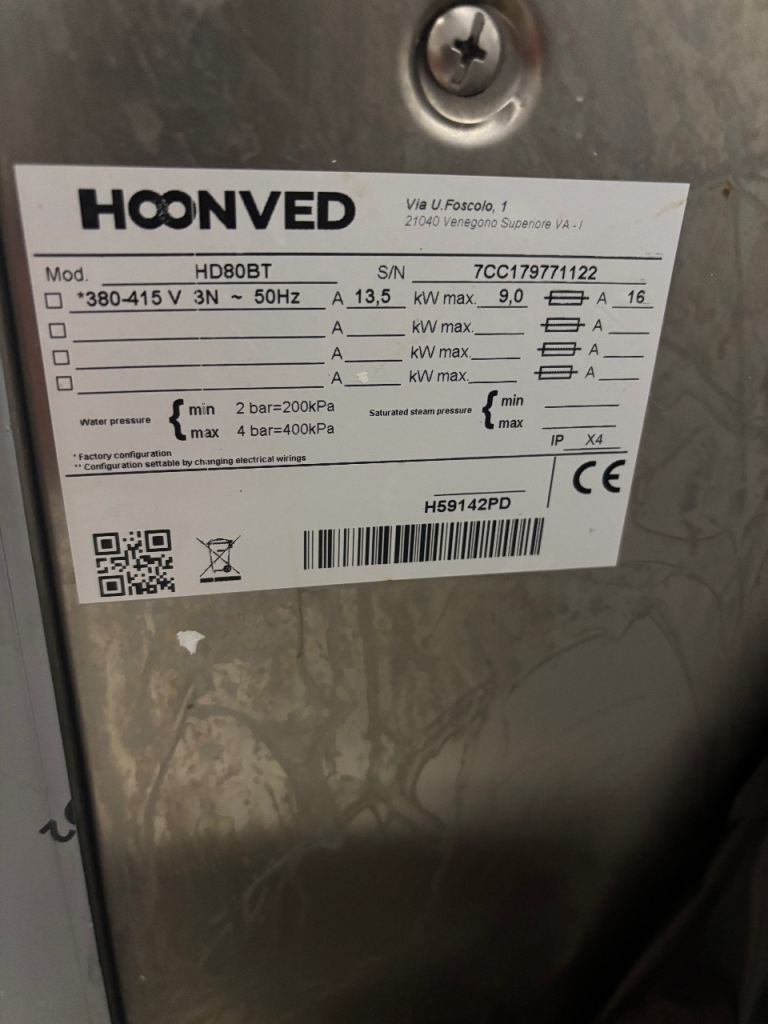 HOONVED
Via U.Foscolo, 1
21040 Venegono Superiore VA - I
Mod. HD80BT S/N 7CC179771122
*380-415 V 3N ~ 50Hz A 13,5 kW max. 9,0 A 16
A kW max. A
A kW max. A
A kW max. A
Water pressure { min 2 bar=200kPa
max 4 bar=400kPa
Saturated steam pressure { min
max
IP X4
* Factory configuration
** Configuration settable by changing electrical wirings
CE
H59142PD